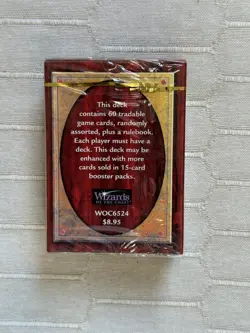 This deck
contains 60 tradable
game cards, randomly
assorted, plus a rulebook.
Each player must have a
deck. This deck may be
enhanced with more
cards sold in 15-card
booster packs.
Wizards
OF THE COAST
WOC6524
$8.95